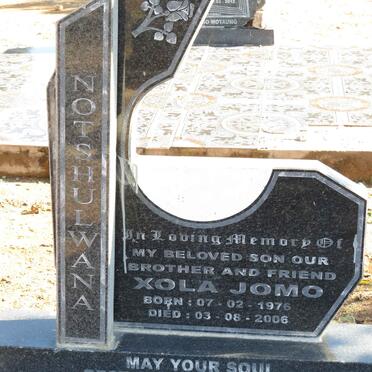 NOTSHULWANA
In Loving Memory Of
MY BELOVED SON OUR
BROTHER AND FRIEND
XOLA JOMO
BORN: 07-02-1976
DIED: 03-08-2006
MAY YOUR SOUL